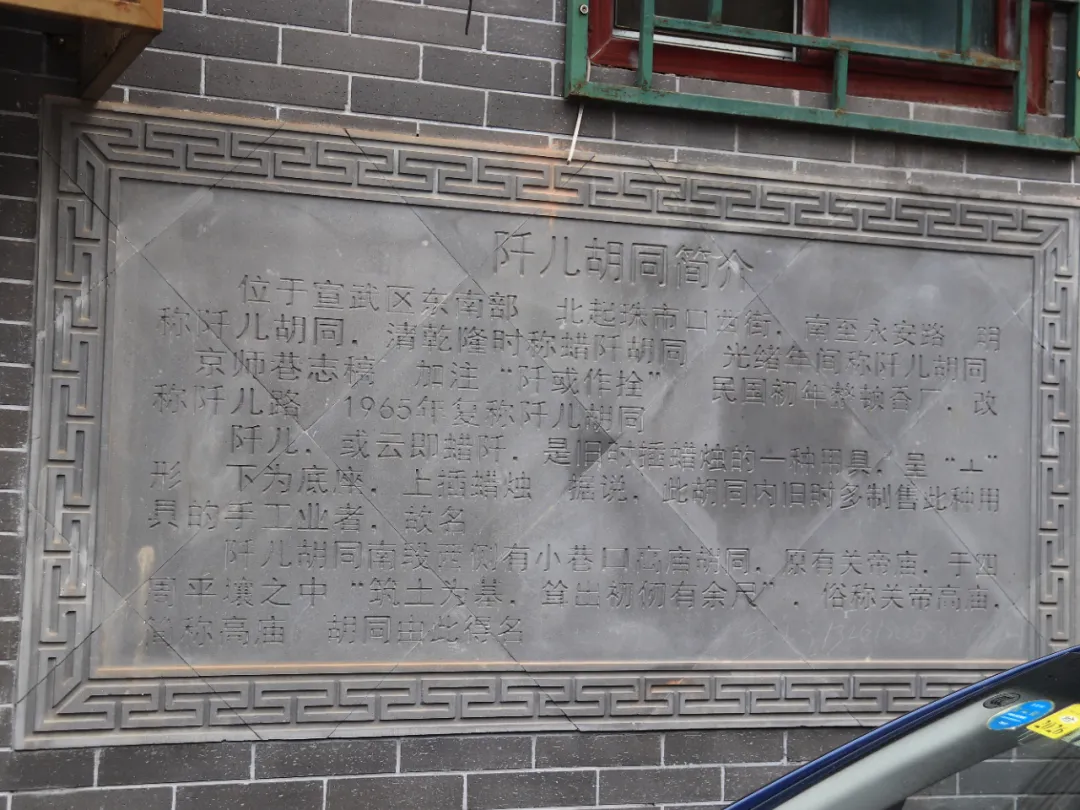 阡儿胡同简介
位于宣武区东南部 北起珠市口西街，南至永安路 明
称阡儿胡同，清乾隆时称蜡阡胡同 光绪年间称阡儿胡同
京师巷志稿 加注“阡或作拴” 民国初年整顿香厂，改
称阡儿路 1965年复称阡儿胡同
阡儿，或云即蜡阡，是旧时插蜡烛的一种用具，呈“⊥”
形 下为底座，上插蜡烛 据说，此胡同内旧时多制售此种用
具的手工业者，故名
阡儿胡同南段西侧有小巷口高庙胡同，原有关帝庙，于四
周平壤之中“筑土为基，耸出仞仞有余尺”，俗称关帝高庙，
简称高庙 胡同由此得名